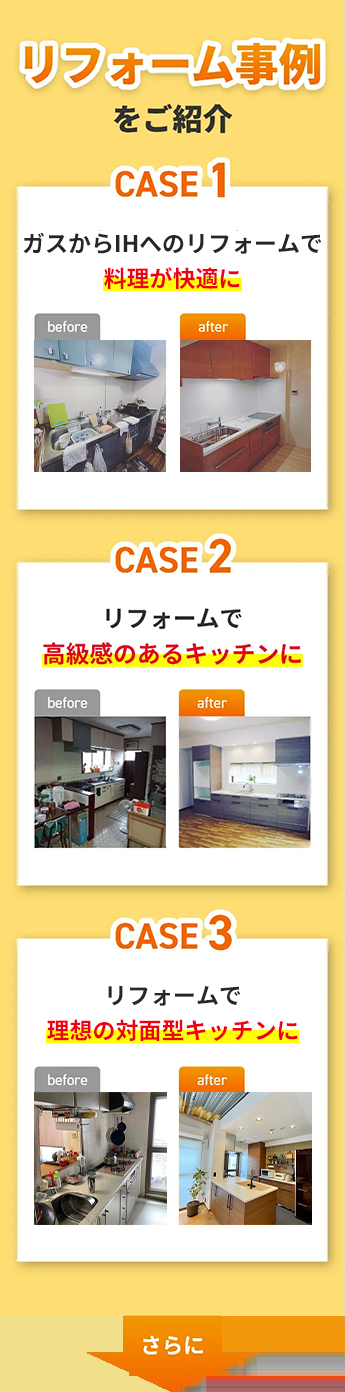 リフォーム事例
をご紹介
CASE 1
ガスからIHへのリフォームで
料理が快適に
before
after
CASE 2
リフォームで
高級感のあるキッチンに
before
after
CASE 3
リフォームで
理想の対面型キッチンに
before
after
さらに